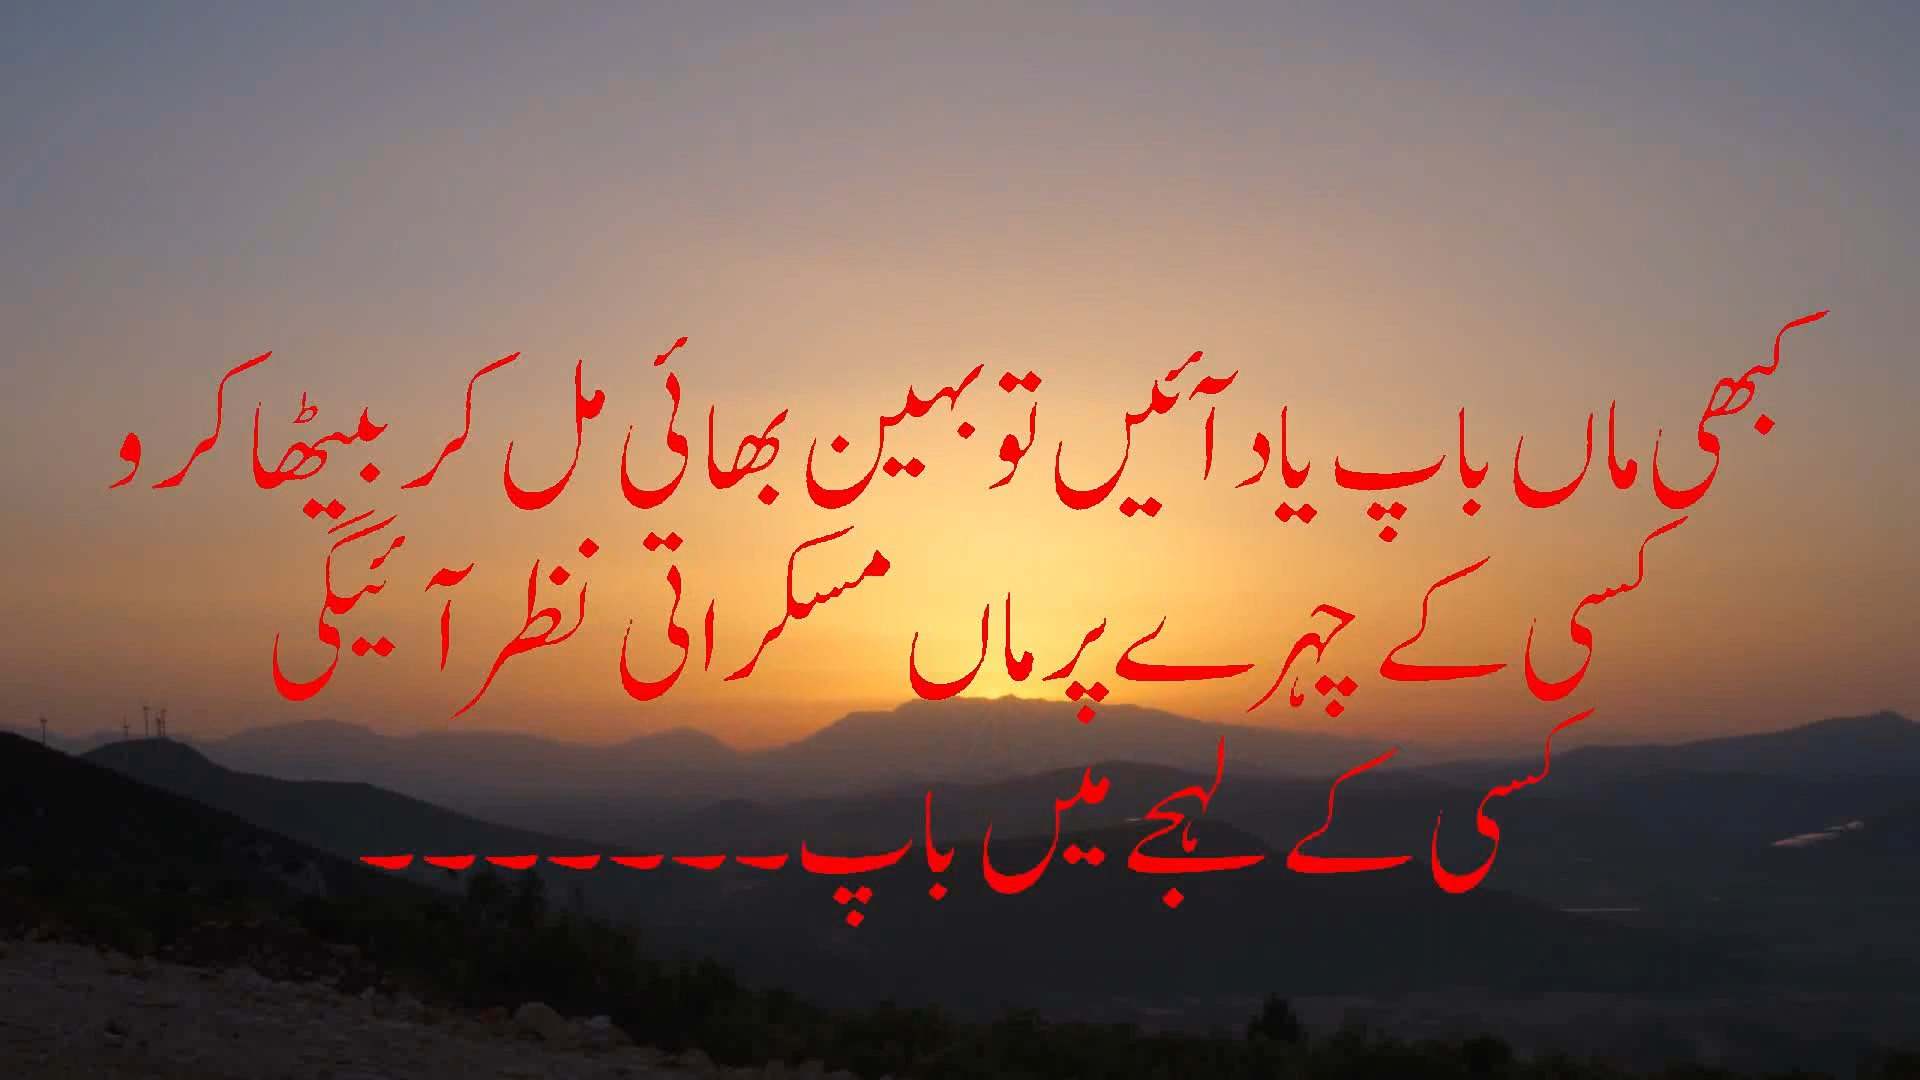 کبھی ماں باپ یاد آئیں تو بہین بھائی مل کر بیٹھا کرو
کسی کے چہرے پر ماں مسکراتی نظر آئیگی
کسی کے لہجے میں باپ۔۔۔۔۔۔۔